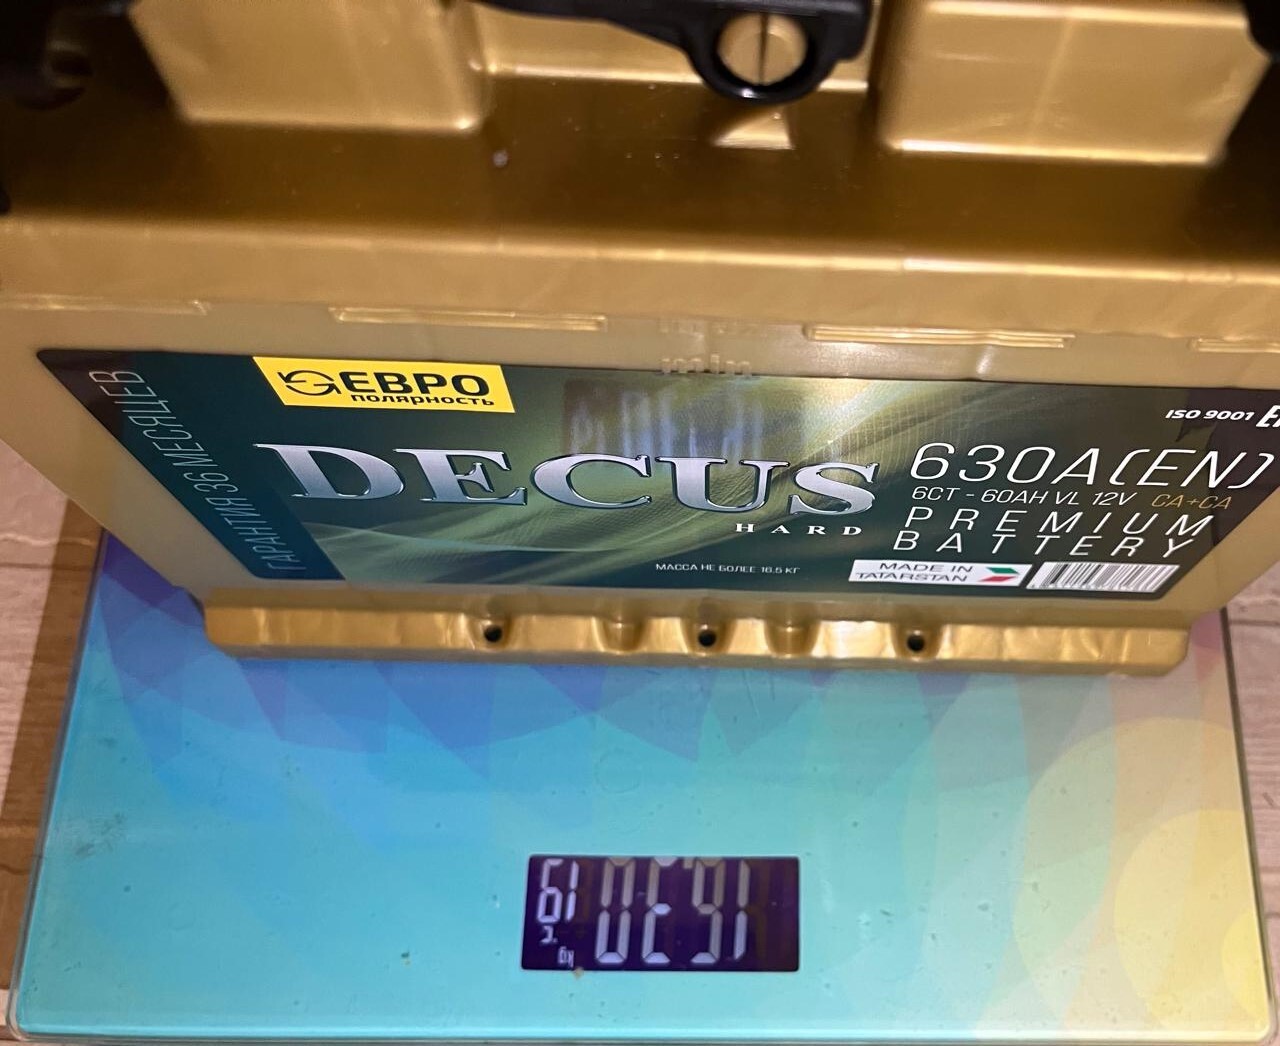 ГАРАНТИЯ 36 МЕСЯЦЕВ
ЕВРО
ПОЛЯРНОСТЬ
DECUS
HARD
ISO 9001
630A(EN)
6CT - 60AH VL 12V CA+CA
PREMIUM
BATTERY
МАССА НЕ БОЛЕЕ 16.5 КГ
MADE IN
TATARSTAN
kg